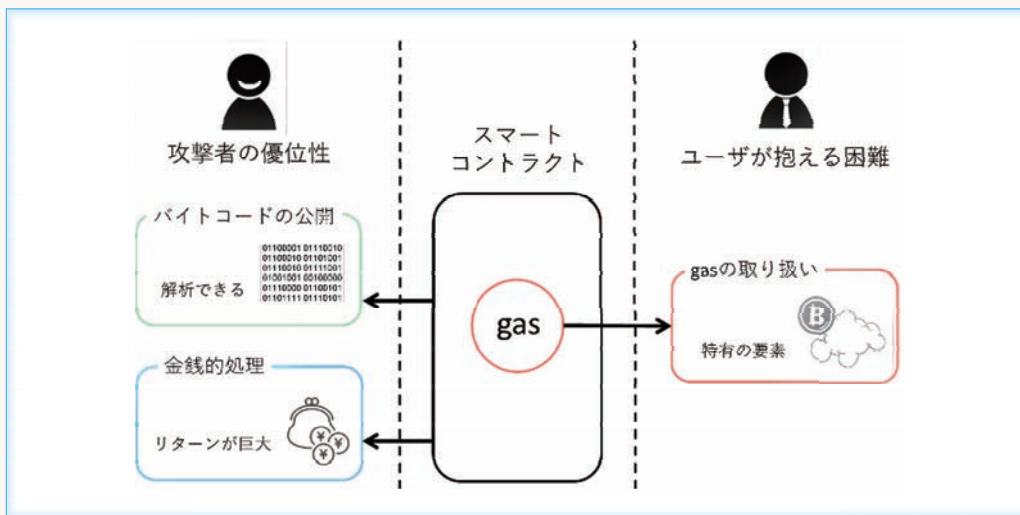 攻撃者の優位性
バイトコードの公開
解析できる
01100001 01110010
01100010 01101001
01110010 01111001
01001001 00100000
01110000 01100101
01101111 01110101
金銭的処理
リターンが巨大
¥
¥
¥
スマート
コントラクト
gas
ユーザが抱える困難
gasの取り扱い
B
特有の要素